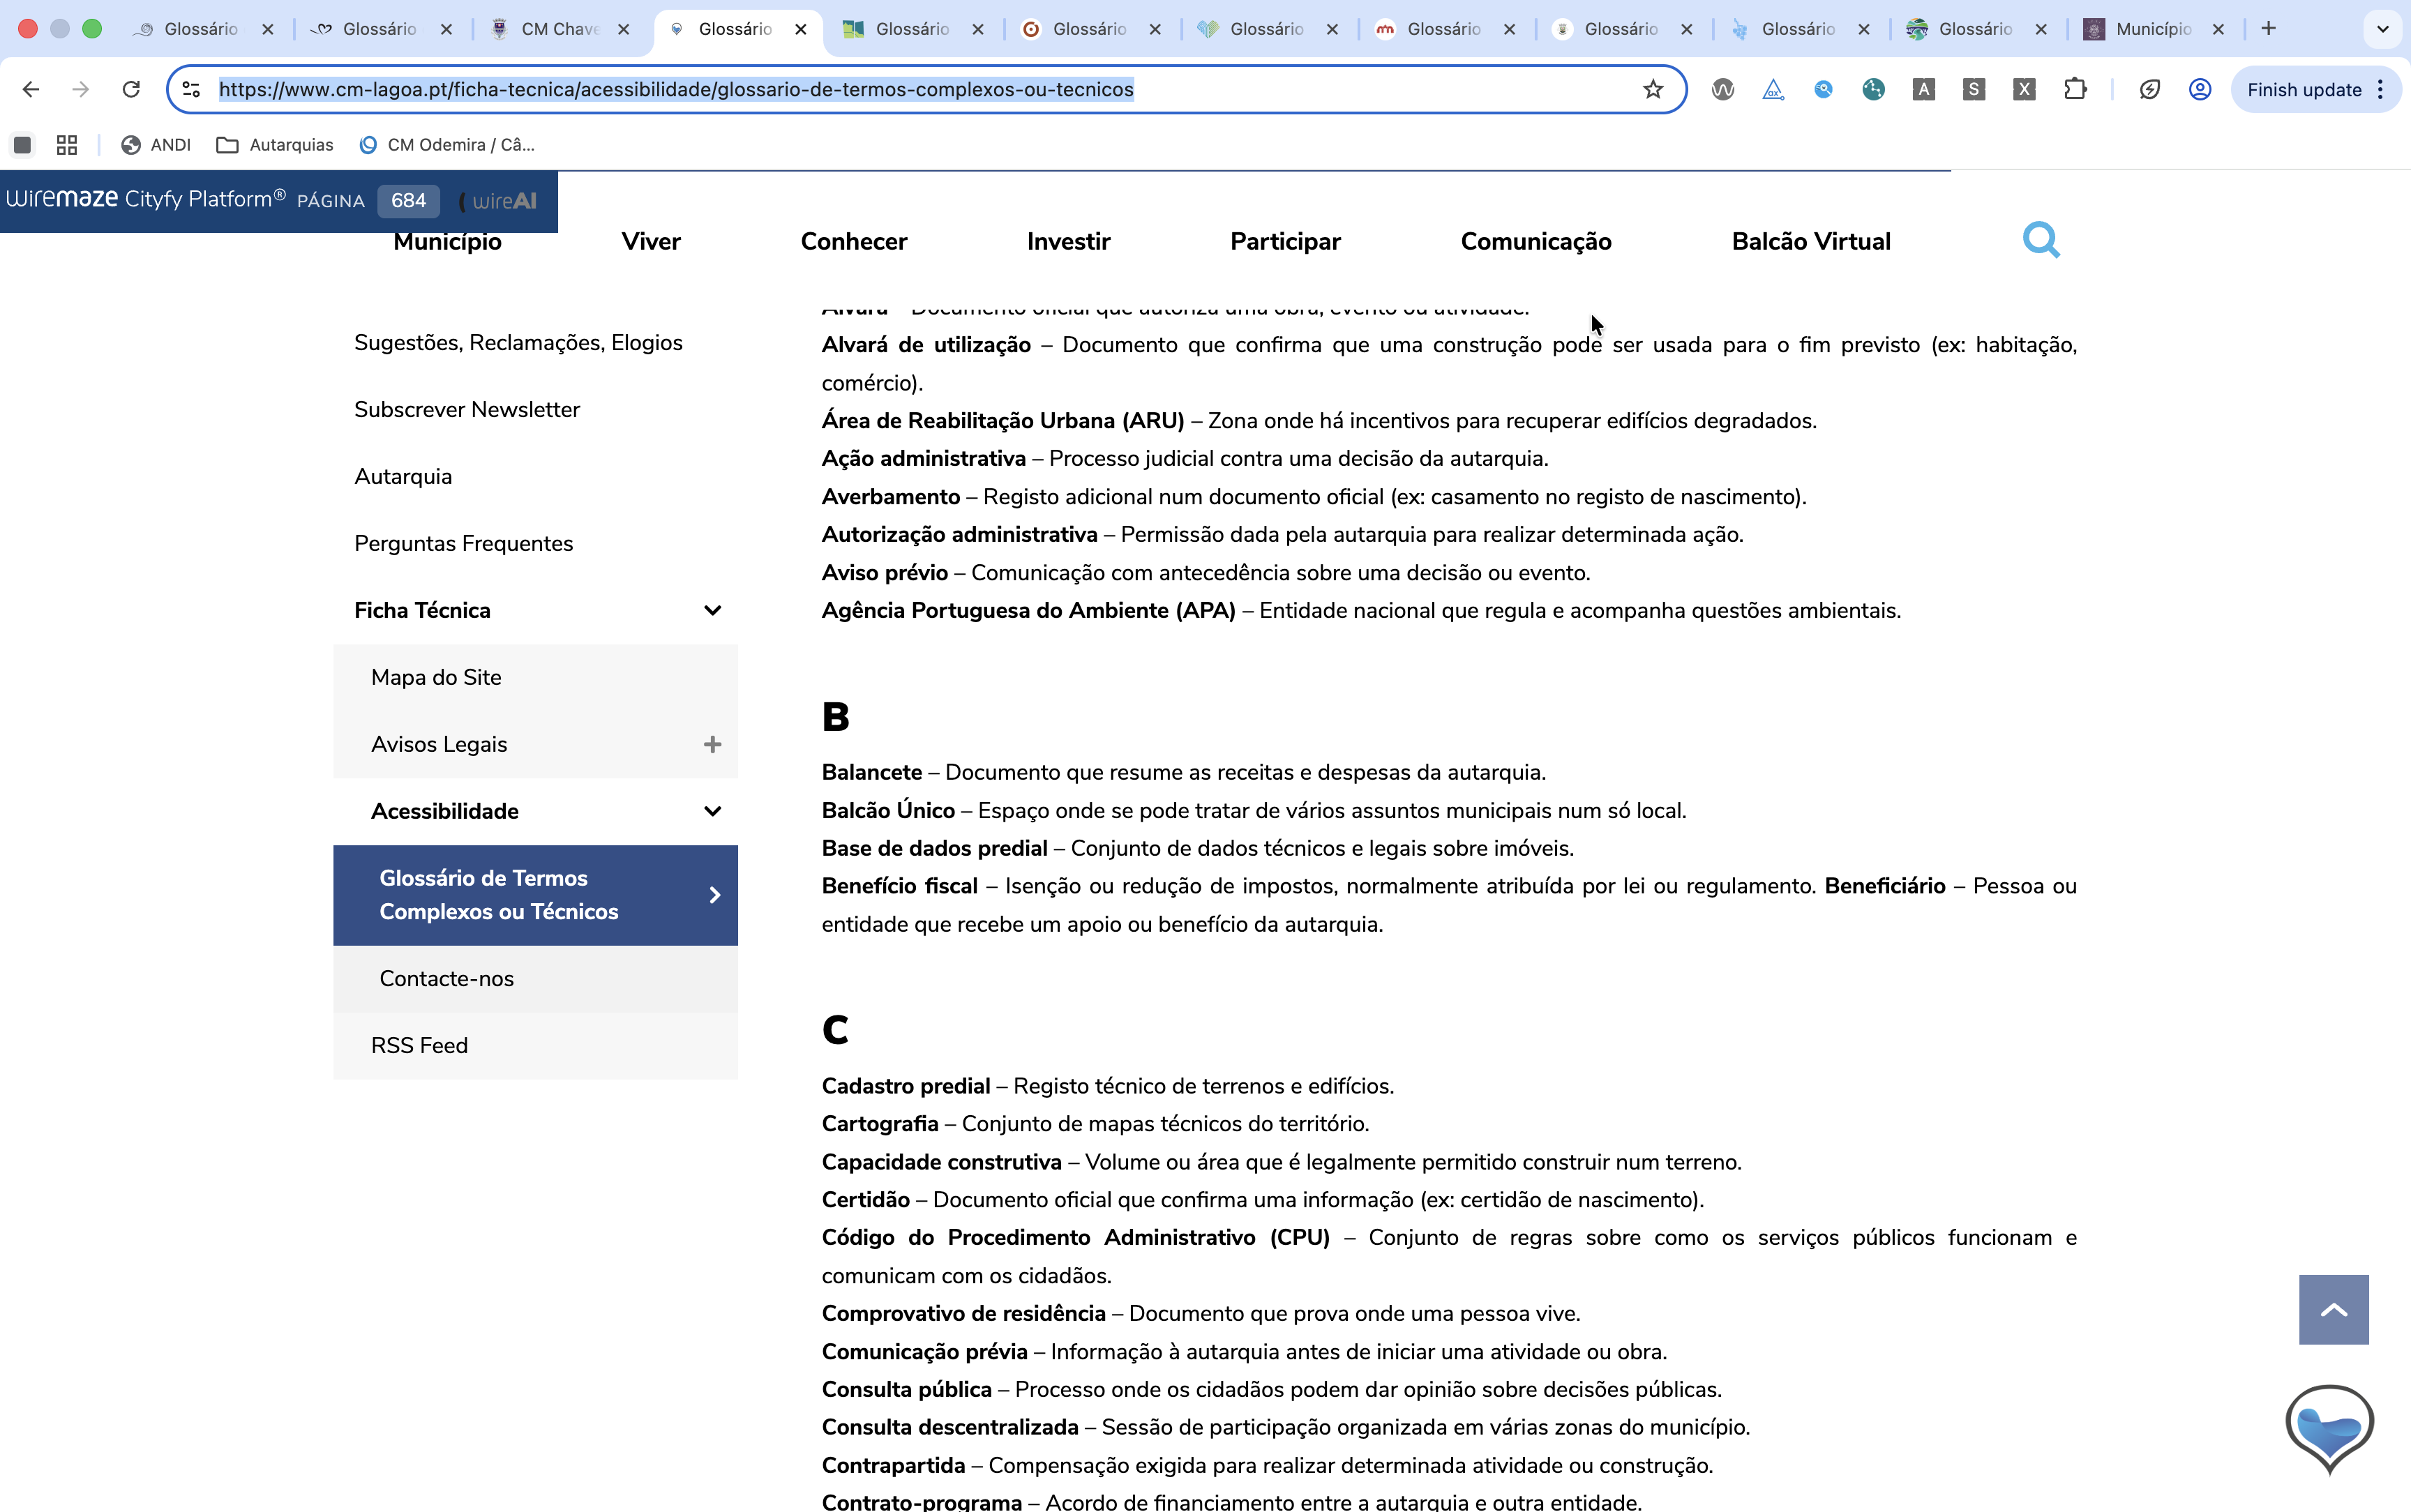 Glossário
Glossário
CM Chave
Glossário
Glossário
Glossário
Glossário
Glossário
Glossário
Glossário
Glossário
Município
https://www.cm-lagoa.pt/ficha-tecnica/acessibilidade/glossario-de-termos-complexos-ou-tecnicos
A
S
X
Finish update
ANDI
Autarquias
CM Odemira / Câ...
wiremaze Cityfy Platform® PÁGINA 684 wireAI
Município
Viver
Conhecer
Investir
Participar
Comunicação
Balcão Virtual
Sugestões, Reclamações, Elogios
Subscrever Newsletter
Autarquia
Perguntas Frequentes
Ficha Técnica
Mapa do Site
Avisos Legais
Acessibilidade
Glossário de Termos
Complexos ou Técnicos
Contacte-nos
RSS Feed
Alvará – Documento oficial que autoriza uma obra, evento ou atividade.
Alvará de utilização – Documento que confirma que uma construção pode ser usada para o fim previsto (ex: habitação,
comércio).
Área de Reabilitação Urbana (ARU) – Zona onde há incentivos para recuperar edifícios degradados.
Ação administrativa – Processo judicial contra uma decisão da autarquia.
Averbamento – Registo adicional num documento oficial (ex: casamento no registo de nascimento).
Autorização administrativa – Permissão dada pela autarquia para realizar determinada ação.
Aviso prévio – Comunicação com antecedência sobre uma decisão ou evento.
Agência Portuguesa do Ambiente (APA) – Entidade nacional que regula e acompanha questões ambientais.
B
Balancete – Documento que resume as receitas e despesas da autarquia.
Balcão Único – Espaço onde se pode tratar de vários assuntos municipais num só local.
Base de dados predial – Conjunto de dados técnicos e legais sobre imóveis.
Benefício fiscal – Isenção ou redução de impostos, normalmente atribuída por lei ou regulamento. Beneficiário – Pessoa ou
entidade que recebe um apoio ou benefício da autarquia.
C
Cadastro predial – Registo técnico de terrenos e edifícios.
Cartografia – Conjunto de mapas técnicos do território.
Capacidade construtiva – Volume ou área que é legalmente permitido construir num terreno.
Certidão – Documento oficial que confirma uma informação (ex: certidão de nascimento).
Código do Procedimento Administrativo (CPU) – Conjunto de regras sobre como os serviços públicos funcionam e
comunicam com os cidadãos.
Comprovativo de residência – Documento que prova onde uma pessoa vive.
Comunicação prévia – Informação à autarquia antes de iniciar uma atividade ou obra.
Consulta pública – Processo onde os cidadãos podem dar opinião sobre decisões públicas.
Consulta descentralizada – Sessão de participação organizada em várias zonas do município.
Contrapartida – Compensação exigida para realizar determinada atividade ou construção.
Contrato-programa – Acordo de financiamento entre a autarquia e outra entidade.